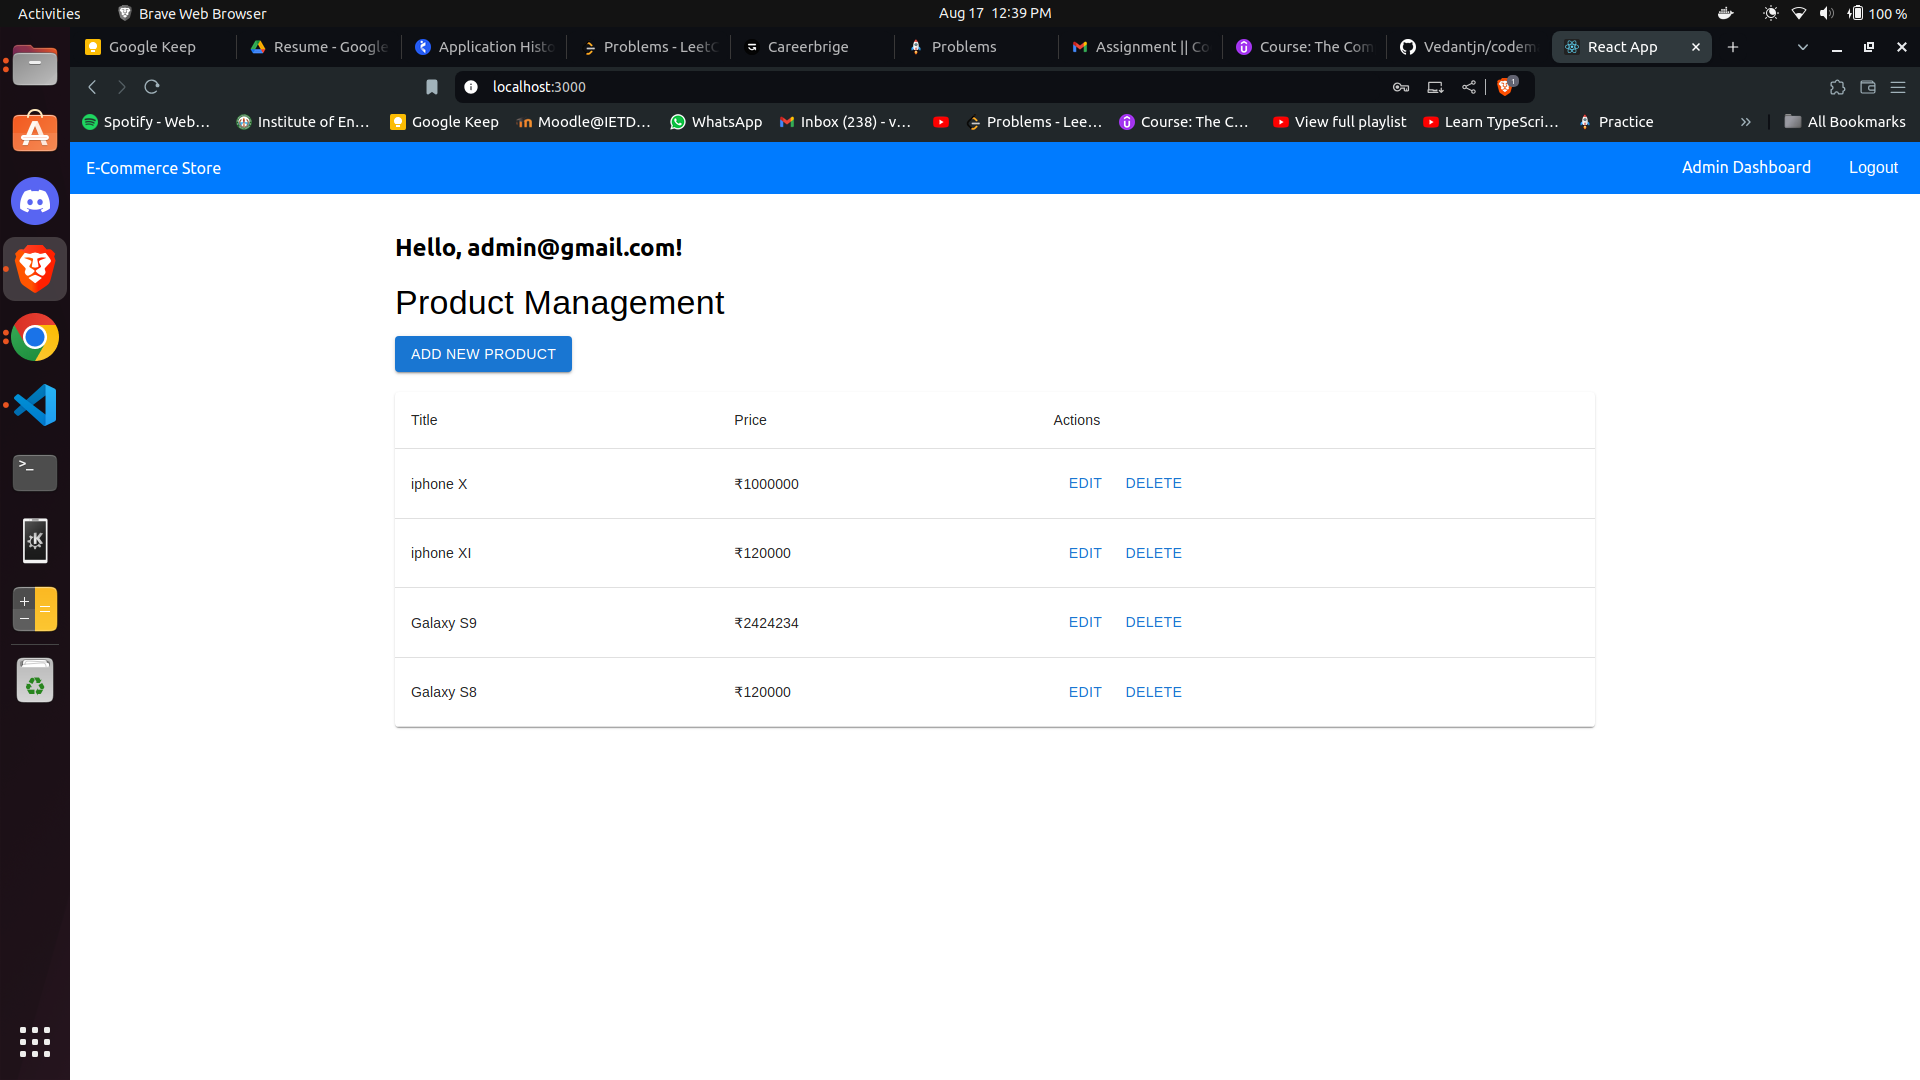 Activities Brave Web Browser Aug 17 12:39 PM 100 %
Google Keep Resume - Google Application Histo Problems - LeetC Careerbrige Problems Assignment || Co Course: The Com Vedantjn/codem React App
localhost:3000 1
Spotify - Web... Institute of En... Google Keep Moodle@IETD... WhatsApp Inbox (238) - v... Problems - Lee... Course: The C... View full playlist Learn TypeScri... Practice All Bookmarks
E-Commerce Store Admin Dashboard Logout
Hello, admin@gmail.com!
Product Management
ADD NEW PRODUCT
Title Price Actions
iphone X ₹1000000 EDIT DELETE
iphone XI ₹120000 EDIT DELETE
Galaxy S9 ₹2424234 EDIT DELETE
Galaxy S8 ₹120000 EDIT DELETE